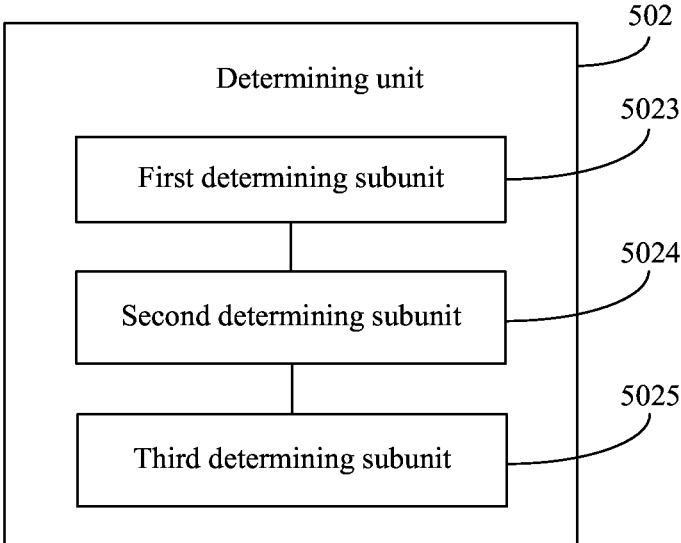 502
Determining unit
5023
First determining subunit
5024
Second determining subunit
5025
Third determining subunit